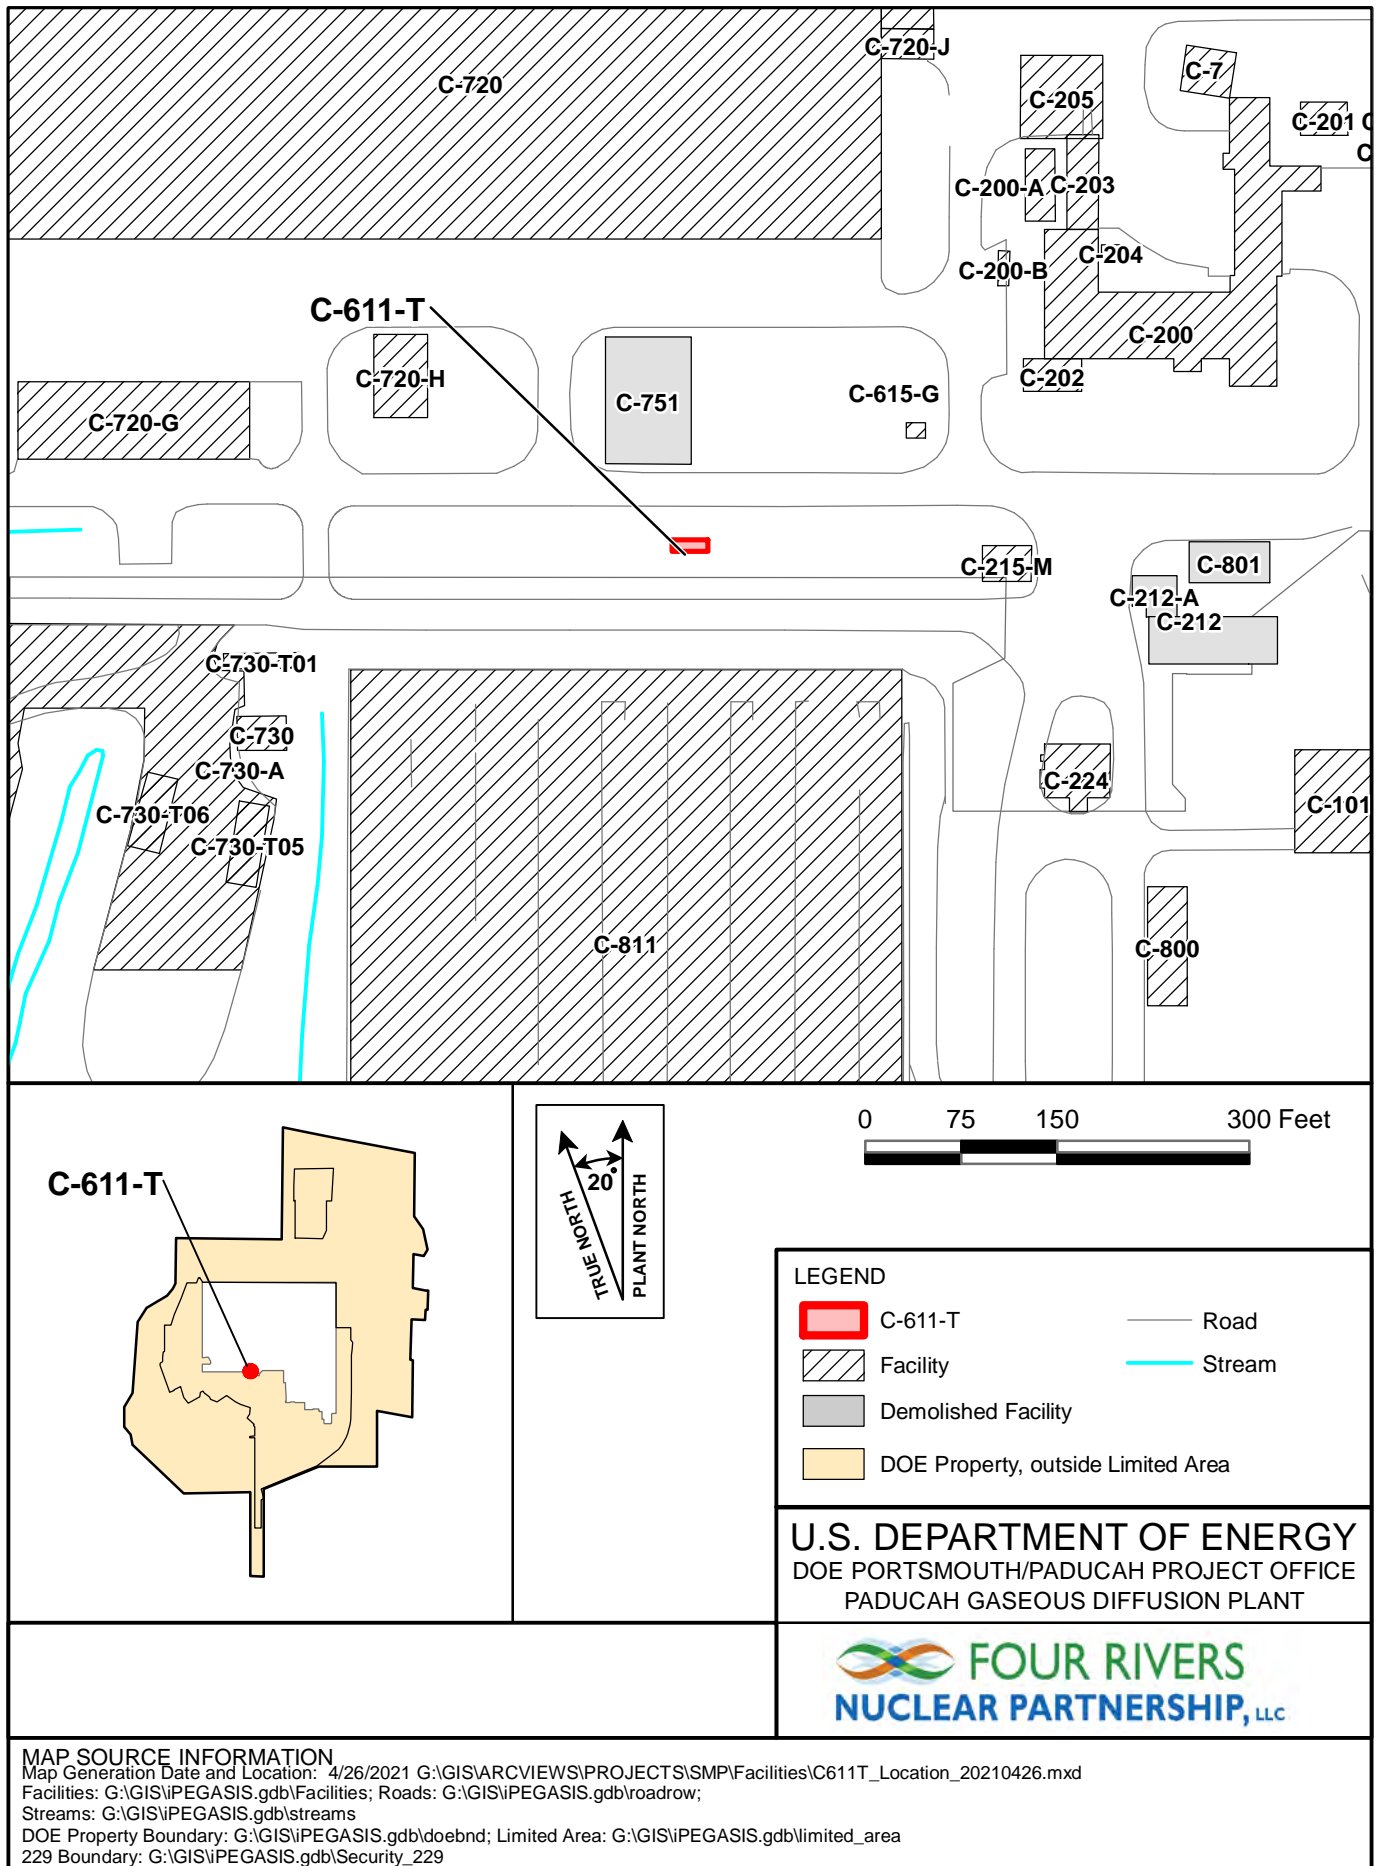 C-720-J
C-720
C-7
C-205
C-201 C
C
C-200-A
C-203
C-204
C-200-B
C-611-T
C-200
C-720-H
C-202
C-615-G
C-751
C-720-G
C-215-M
C-801
C-212-A
C-212
C-730-T01
C-730
C-730-A
C-224
C-730-T06
C-101
C-730-T05
C-811
C-800
C-611-T
20°
TRUE NORTH
PLANT NORTH
0 75 150 300 Feet
LEGEND
C-611-T
Road
Facility
Stream
Demolished Facility
DOE Property, outside Limited Area
U.S. DEPARTMENT OF ENERGY
DOE PORTSMOUTH/PADUCAH PROJECT OFFICE
PADUCAH GASEOUS DIFFUSION PLANT
FOUR RIVERS
NUCLEAR PARTNERSHIP, LLC
MAP SOURCE INFORMATION
Map Generation Date and Location: 4/26/2021 G:\GIS\ARCVIEWS\PROJECTS\SMP\Facilities\C611T_Location_20210426.mxd
Facilities: G:\GIS\iPEGASIS.gdb\Facilities; Roads: G:\GIS\iPEGASIS.gdb\roadrow;
Streams: G:\GIS\iPEGASIS.gdb\streams
DOE Property Boundary: G:\GIS\iPEGASIS.gdb\doebnd; Limited Area: G:\GIS\iPEGASIS.gdb\limited_area
229 Boundary: G:\GIS\iPEGASIS.gdb\Security_229